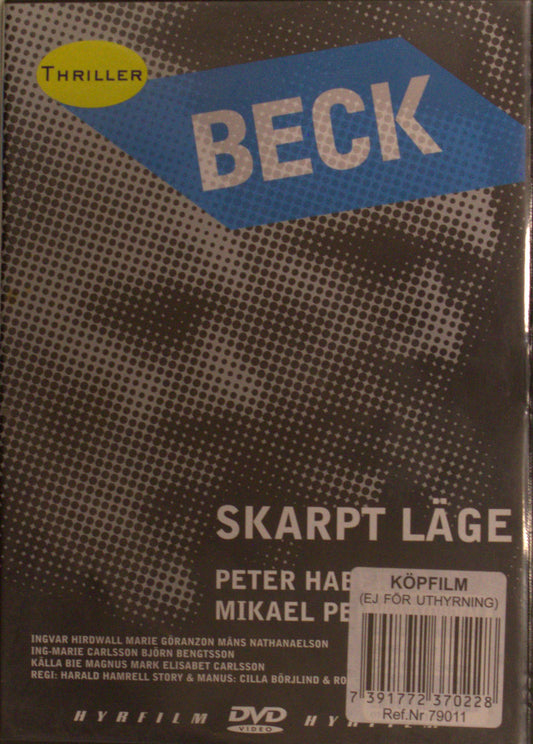 THRILLER
BECK
SKARPT LÄGE
PETER HAB
MIKAEL PE
KÖPFILM
(EJ FÖR UTHYRNING)
7 391772 370228
Ref.Nr 79011
INGVAR HIRDWALL MARIE GÖRANZON MÅNS NATHANAELSON
ING-MARIE CARLSSON BJÖRN BENGTSSON
KÄLLA BIE MAGNUS MARK ELISABET CARLSSON
REGI: HARALD HAMRELL STORY & MANUS: CILLA BÖRJLIND & RO
HYRFILM DVD VIDEO HYRFILM